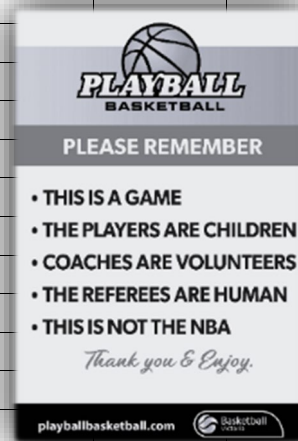 PLAYBALL
BASKETBALL
PLEASE REMEMBER
• THIS IS A GAME
• THE PLAYERS ARE CHILDREN
• COACHES ARE VOLUNTEERS
• THE REFEREES ARE HUMAN
• THIS IS NOT THE NBA
Thank you & Enjoy.
playballbasketball.com
Basketball
VICTORIA